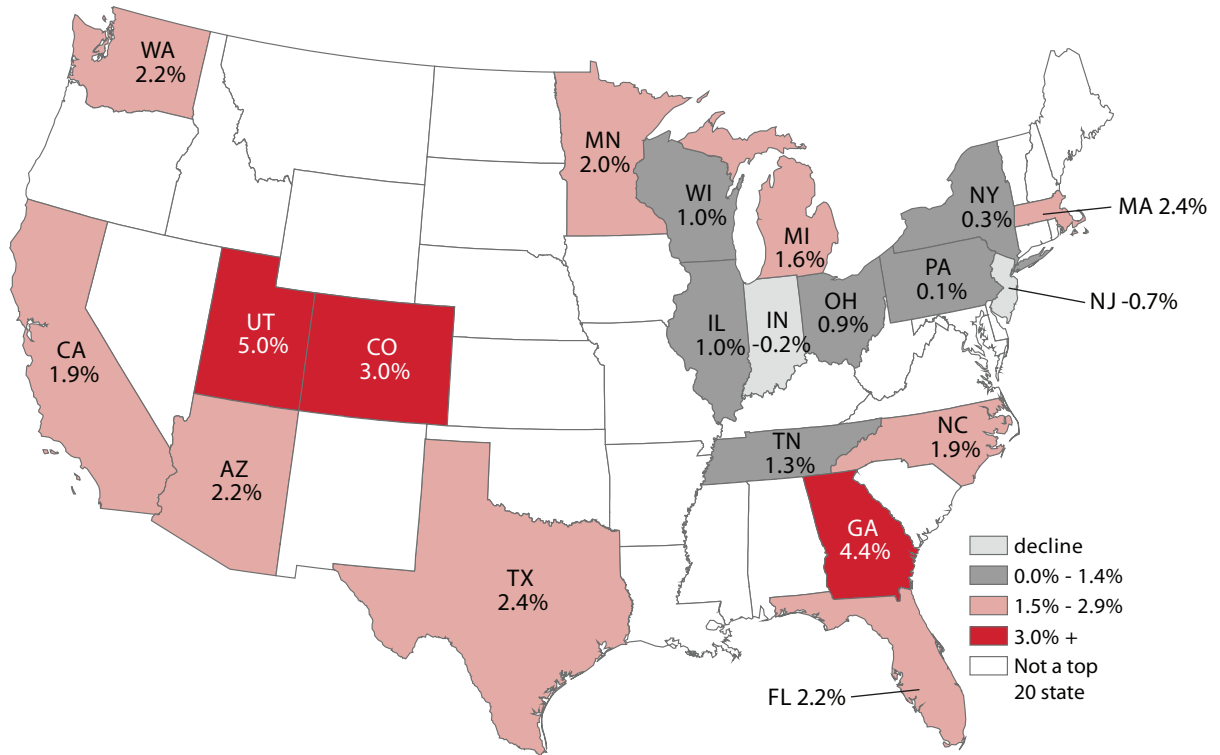 WA
2.2%
MN
2.0%
WI
1.0%
MI
1.6%
NY
0.3%
MA 2.4%
PA
0.1%
NJ -0.7%
UT
5.0%
CO
3.0%
CA
1.9%
IL
1.0%
IN
-0.2%
OH
0.9%
AZ
2.2%
TN
1.3%
NC
1.9%
TX
2.4%
GA
4.4%
FL 2.2%
decline
0.0% - 1.4%
1.5% - 2.9%
3.0% +
Not a top
20 state